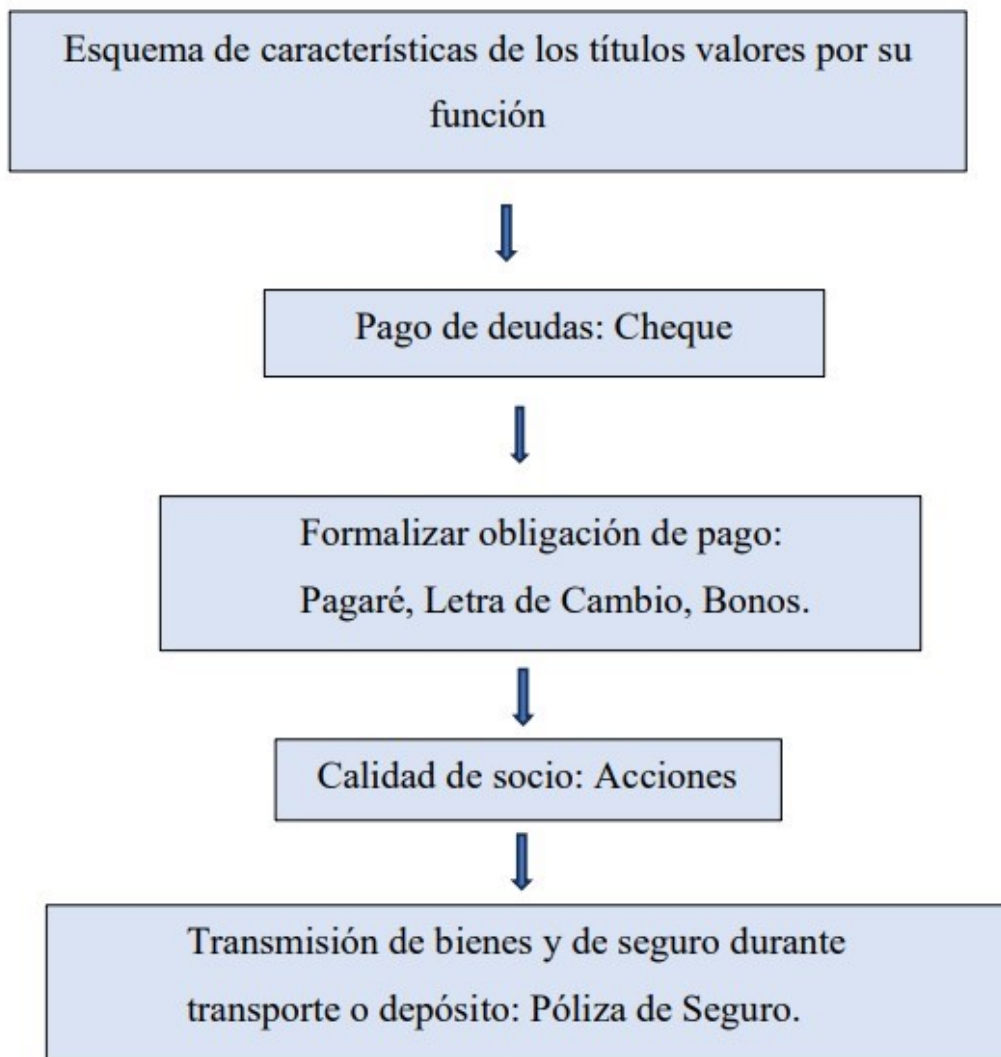 Esquema de características de los títulos valores por su
función
Pago de deudas: Cheque
Formalizar obligación de pago:
Pagaré, Letra de Cambio, Bonos.
Calidad de socio: Acciones
Transmisión de bienes y de seguro durante
transporte o depósito: Póliza de Seguro.